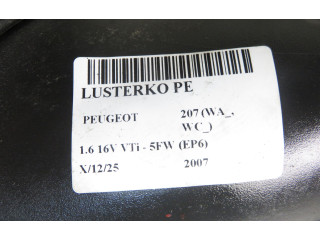 LUSTERKO PE
PEUGEOT 207 (WA_,
WC_)
1.6 16V VTi - 5FW (EP6)
X/12/25 2007